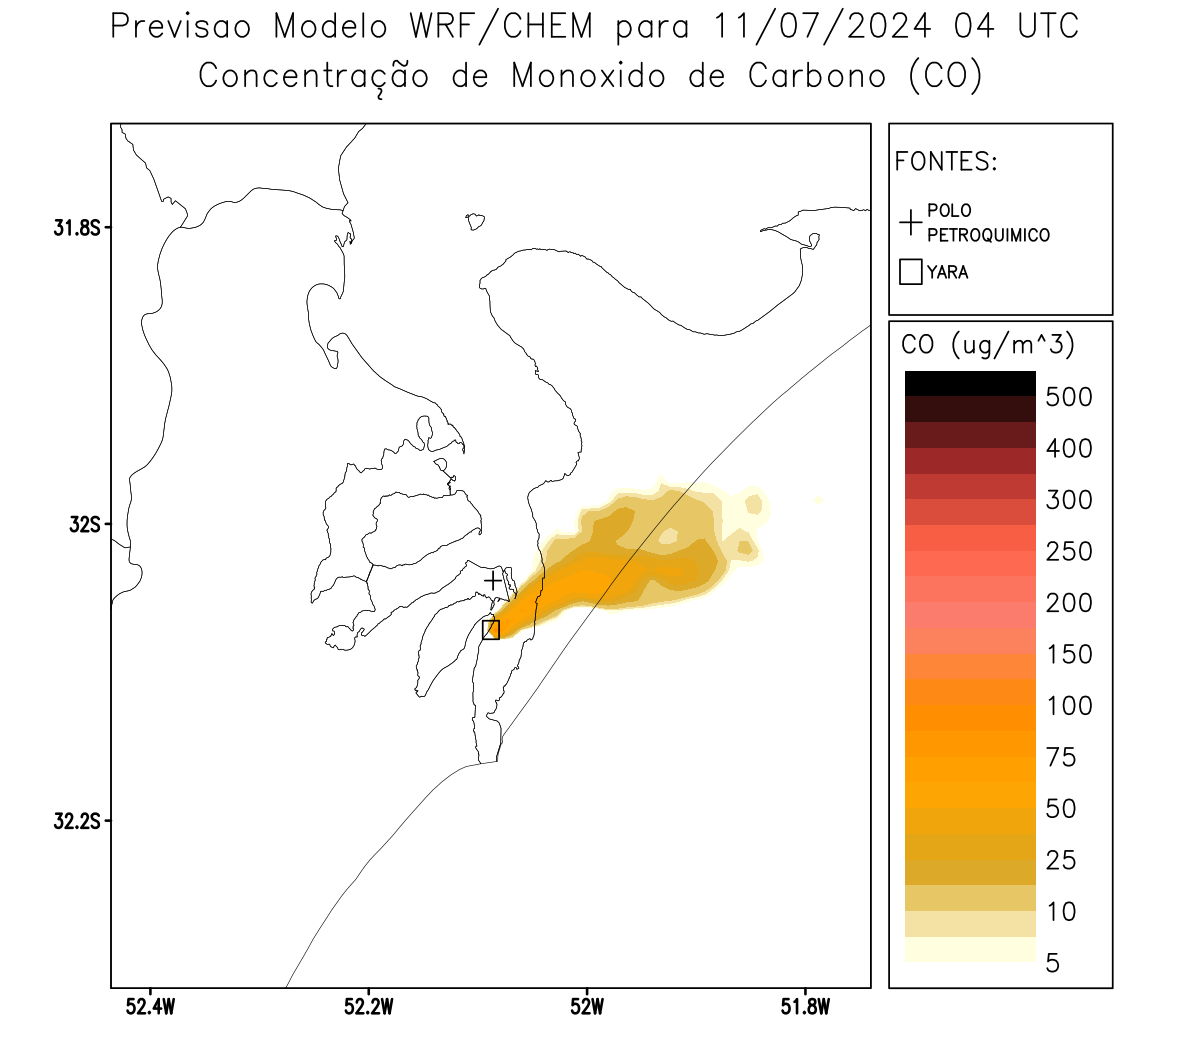 Previsao Modelo WRF/CHEM para 11/07/2024 04 UTC
Concentração de Monoxido de Carbono (CO)
FONTES:
POLO
PETROQUIMICO
YARA
CO (ug/m^3)
500
400
300
250
200
150
100
75
50
25
10
5
31.8S
32S
32.2S
52.4W
52.2W
52W
51.8W